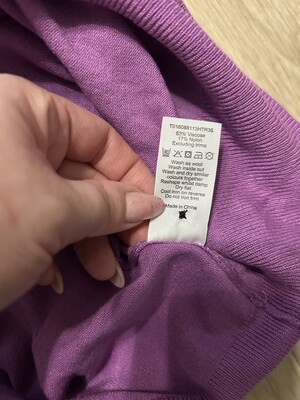 83% Viscose
17% Nylon
Excluding trims
Wash as wool
Wash inside out
Wash and dry similar
colours together
Reshape whilst damp
Dry flat
Cool iron on reverse
Do not iron trim
Made in China